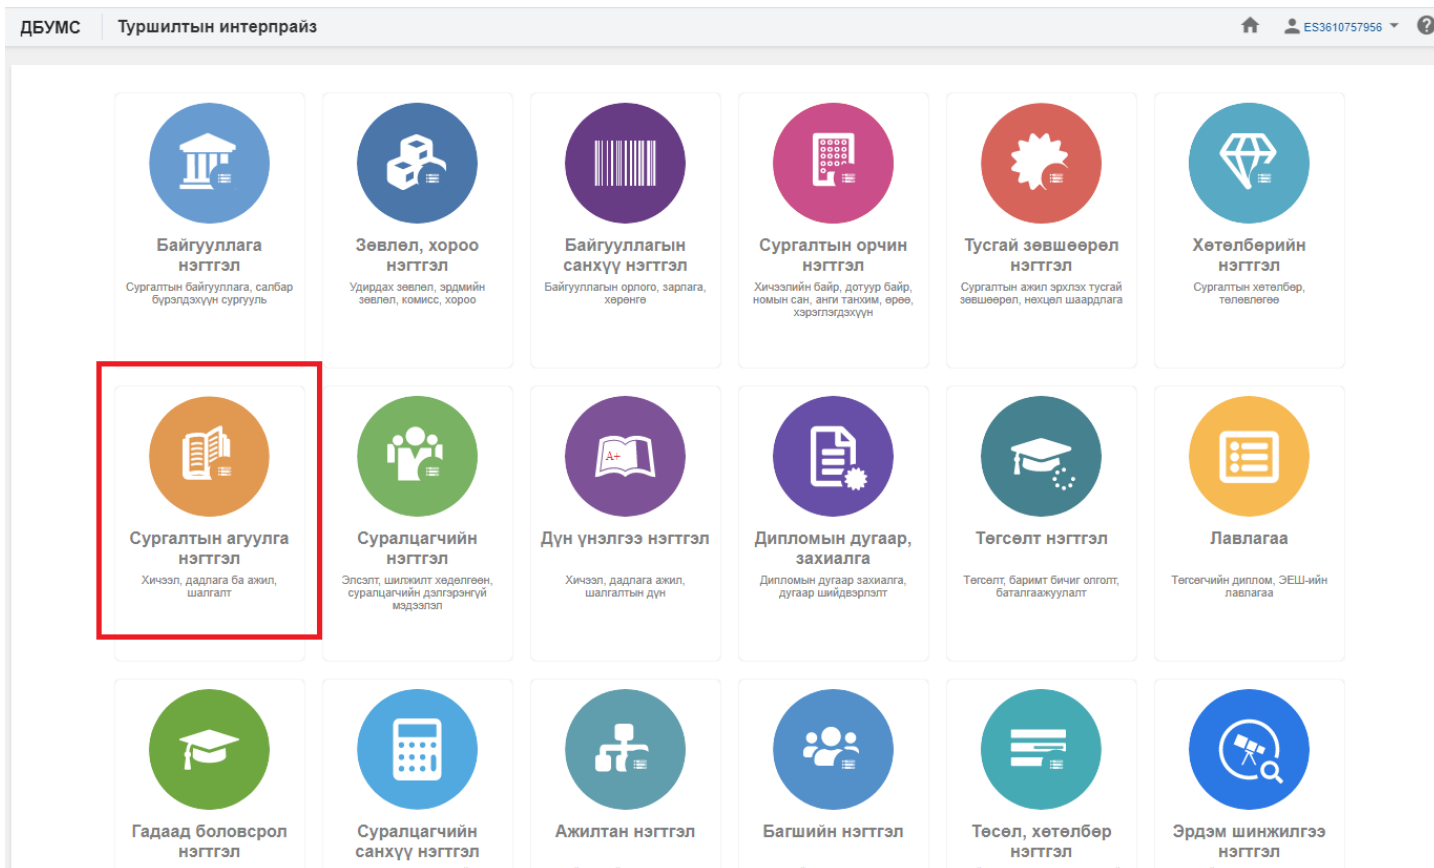 ДБУМС Туршилтын интерпрайз ES3610757956
Байгууллага
нэгтгэл
Сургалтын байгууллага, салбар
бүрэлдэхүүн сургууль
Зөвлөл, хороо
нэгтгэл
Удирдах зөвлөл, эрдмийн
зөвлөл, комисс, хороо
Байгууллагын
санхүү нэгтгэл
Байгууллагын орлого, зарлага,
хөрөнгө
Сургалтын орчин
нэгтгэл
Хичээлийн байр, дотуур байр,
номын сан, анги танхим, өрөө,
хэрэглэгдэхүүн
Тусгай зөвшөөрөл
нэгтгэл
Сургалтын ажил эрхлэх тусгай
зөвшөөрөл, нөхцөл шаардлага
Хөтөлбөрийн
нэгтгэл
Сургалтын хөтөлбөр,
төлөвлөгөө
Сургалтын агуулга
нэгтгэл
Хичээл, дадлага ба ажил,
шалгалт
Суралцагчийн
нэгтгэл
Элсэлт, шилжилт хөдөлгөөн,
суралцагчийн дэлгэрэнгүй
мэдээлэл
A+
Дүн үнэлгээ нэгтгэл
Хичээл, дадлага ажил,
шалгалтын дүн
Дипломын дугаар,
захиалга
Дипломын дугаар захиалга,
дугаар шийдвэрлэлт
Төгсөлт нэгтгэл
Төгсөлт, баримт бичиг олголт,
баталгаажуулалт
Лавлагаа
Төгсөгчийн диплом, ЭЕШ-ийн
лавлагаа
Гадаад боловсрол
нэгтгэл
Суралцагчийн
санхүү нэгтгэл
Ажилтан нэгтгэл
Багшийн нэгтгэл
Төсөл, хөтөлбөр
нэгтгэл
Эрдэм шинжилгээ
нэгтгэл